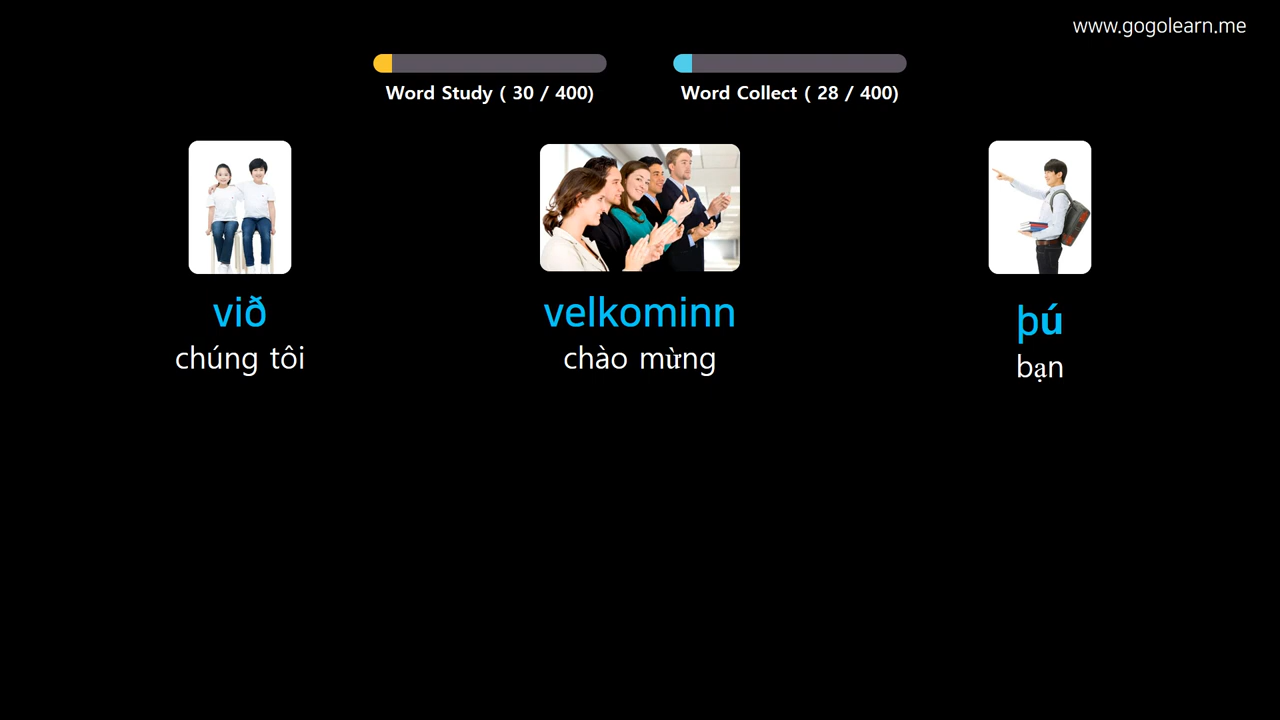 www.gogolearn.me
Word Study ( 30 / 400)
Word Collect ( 28 / 400)
við
velkominn
þú
chúng tôi
chào mừng
bạn